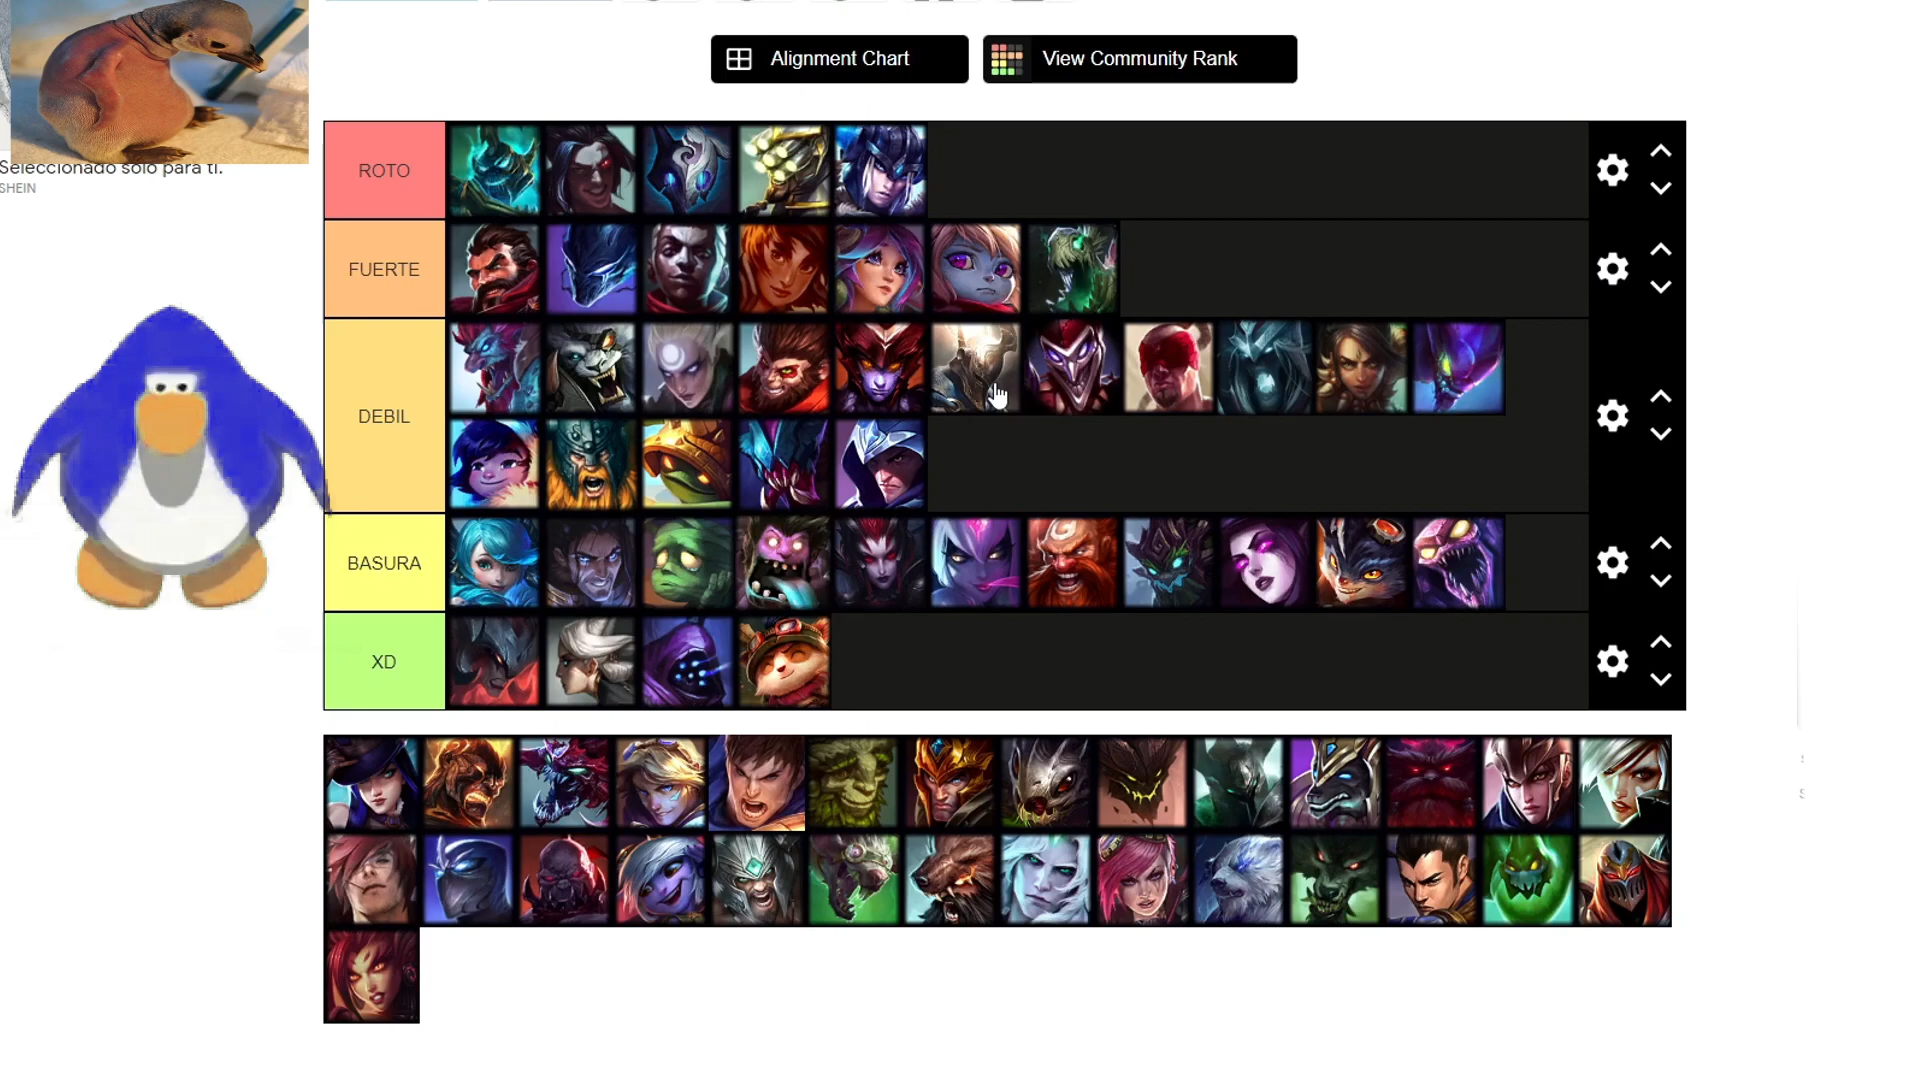 Alignment Chart
View Community Rank
Seleccionado solo para ti.
SHEIN
ROTO
FUERTE
DEBIL
BASURA
XD